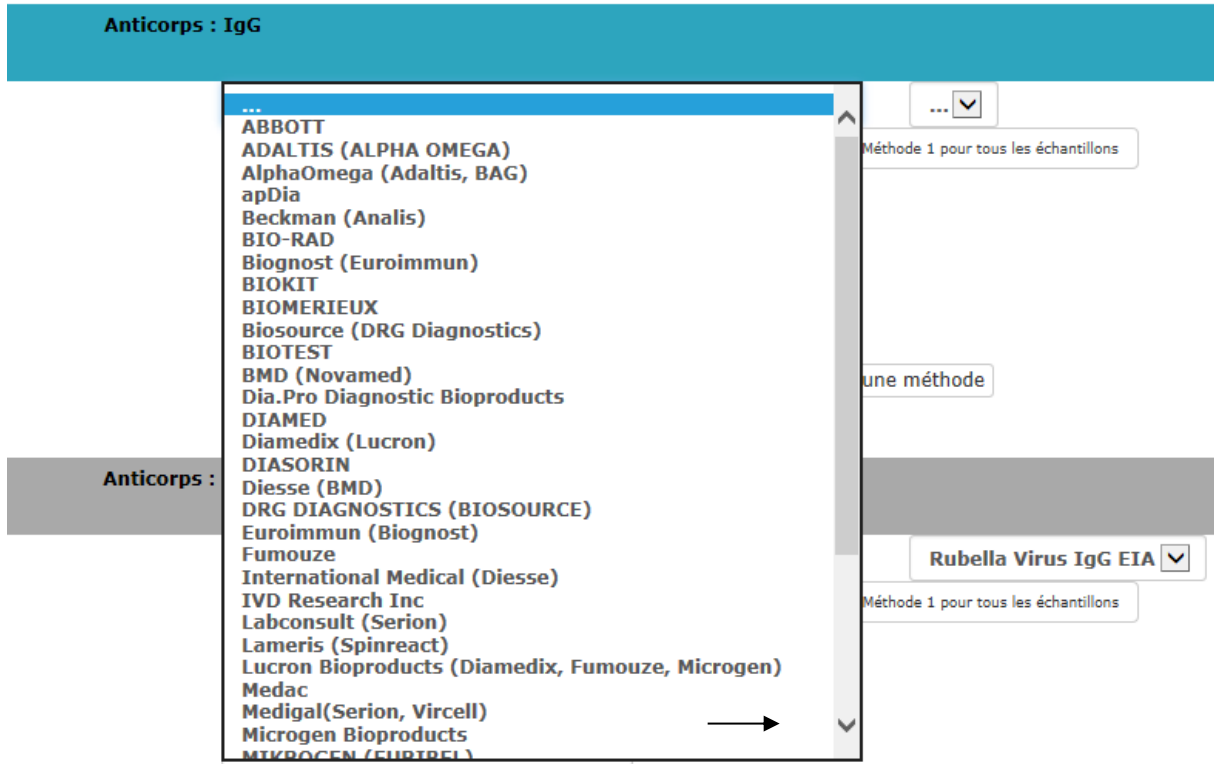 Anticorps : IgG
...
...
ABBOTT
ADALTIS (ALPHA OMEGA)
Méthode 1 pour tous les échantillons
AlphaOmega (Adaltis, BAG)
apDia
Beckman (Analis)
BIO-RAD
Biognost (Euroimmun)
BIOKIT
BIOMERIEUX
Biosource (DRG Diagnostics)
BIOTEST
BMD (Novamed)
une méthode
Dia.Pro Diagnostic Bioproducts
DIAMED
Diamedix (Lucron)
DIASORIN
Anticorps :
Diesse (BMD)
DRG DIAGNOSTICS (BIOSOURCE)
Euroimmun (Biognost)
Fumouze
Rubella Virus IgG EIA
International Medical (Diesse)
IVD Research Inc
Méthode 1 pour tous les échantillons
Labconsult (Serion)
Lameris (Spinreact)
Lucron Bioproducts (Diamedix, Fumouze, Microgen)
Medac
Medigal(Serion, Vircell)
Microgen Bioproducts
MIKROGEN (EURIBEL)